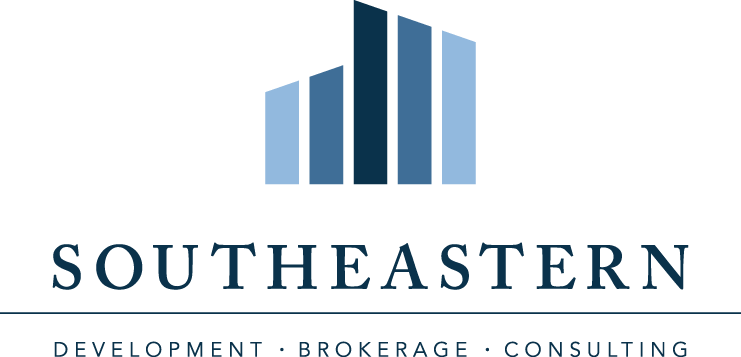 SOUTHEASTERN
DEVELOPMENT · BROKERAGE · CONSULTING